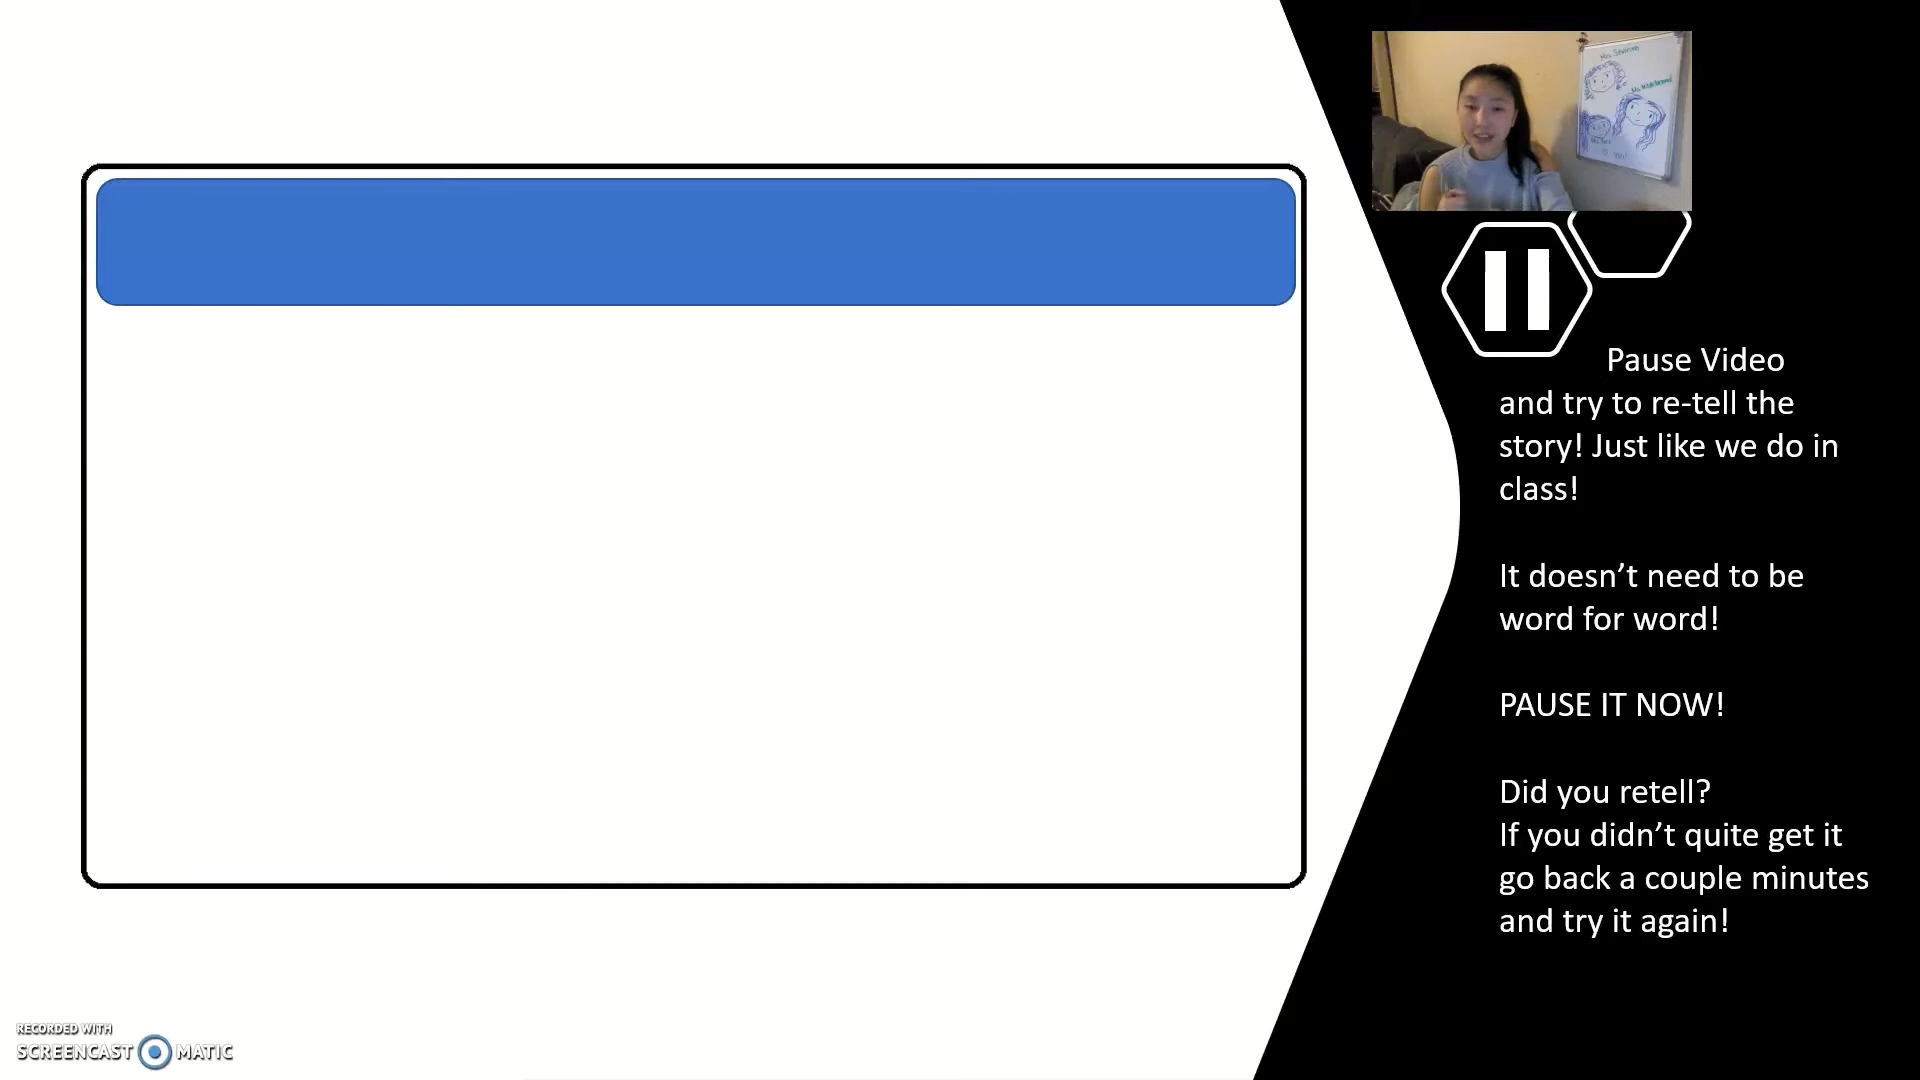 Pause Video
and try to re-tell the
story! Just like we do in
class!
It doesn’t need to be
word for word!
PAUSE IT NOW!
Did you retell?
If you didn’t quite get it
go back a couple minutes
and try it again!
RECORDED WITH
SCREENCAST MATIC